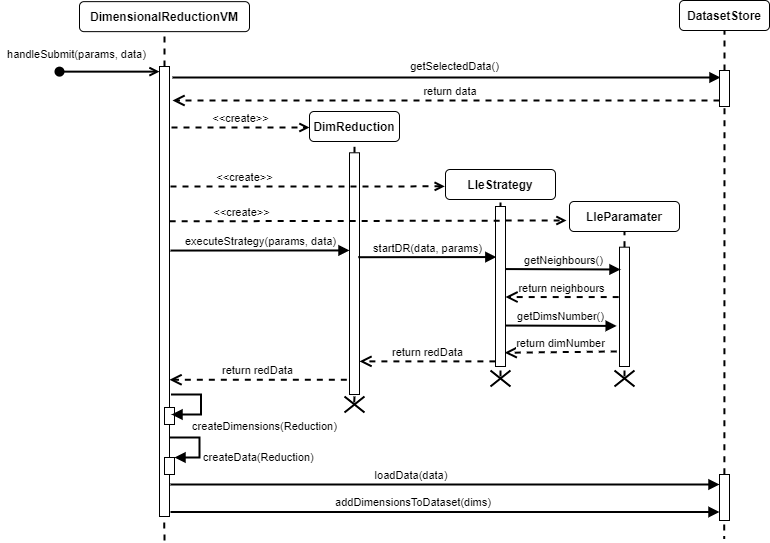 DimensionalReductionVM
DatasetStore
handleSubmit(params, data)
getSelectedData()
return data
<<create>>
DimReduction
<<create>>
LleStrategy
<<create>>
LleParamater
executeStrategy(params, data)
startDR(data, params)
getNeighbours()
return neighbours
getDimsNumber()
return dimNumber
return redData
return redData
createDimensions(Reduction)
createData(Reduction)
loadData(data)
addDimensionsToDataset(dims)